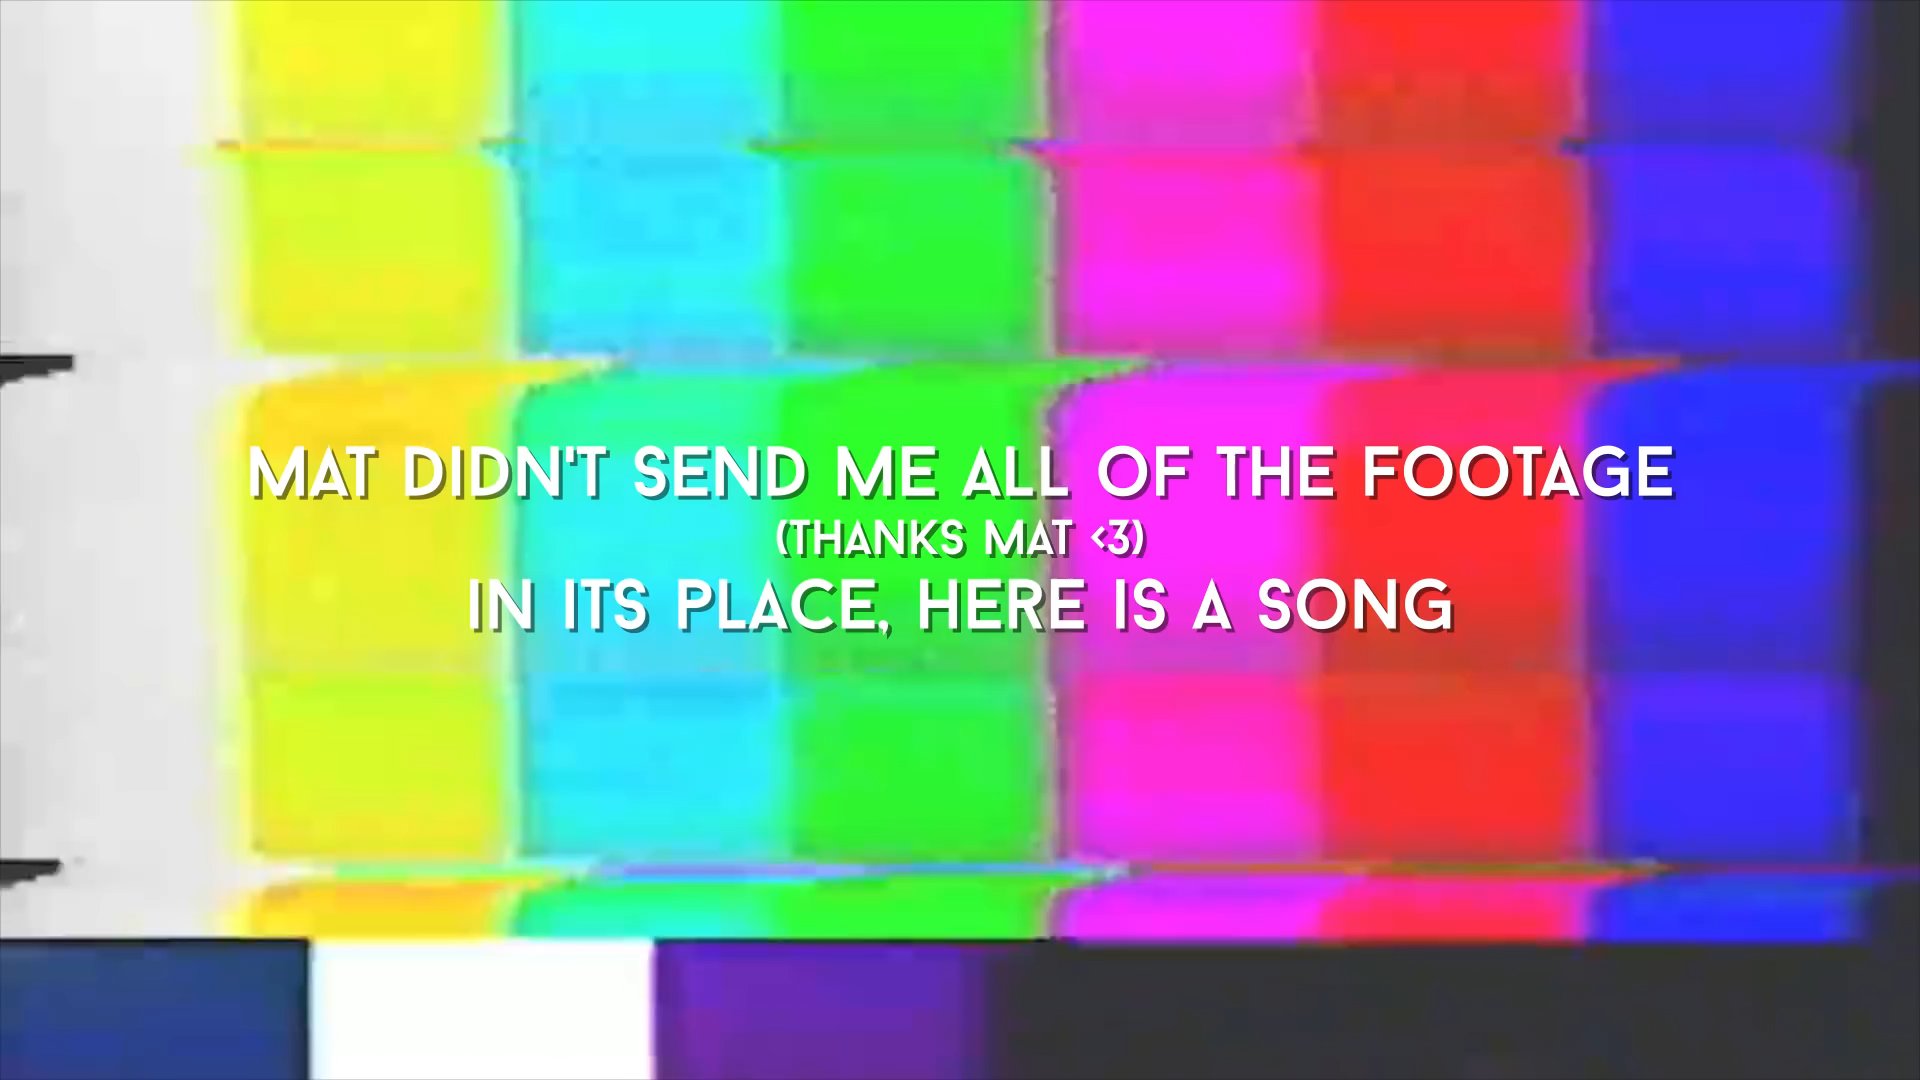 MAT DIDN'T SEND ME ALL OF THE FOOTAGE
(THANKS MAT <3)
IN ITS PLACE, HERE IS A SONG